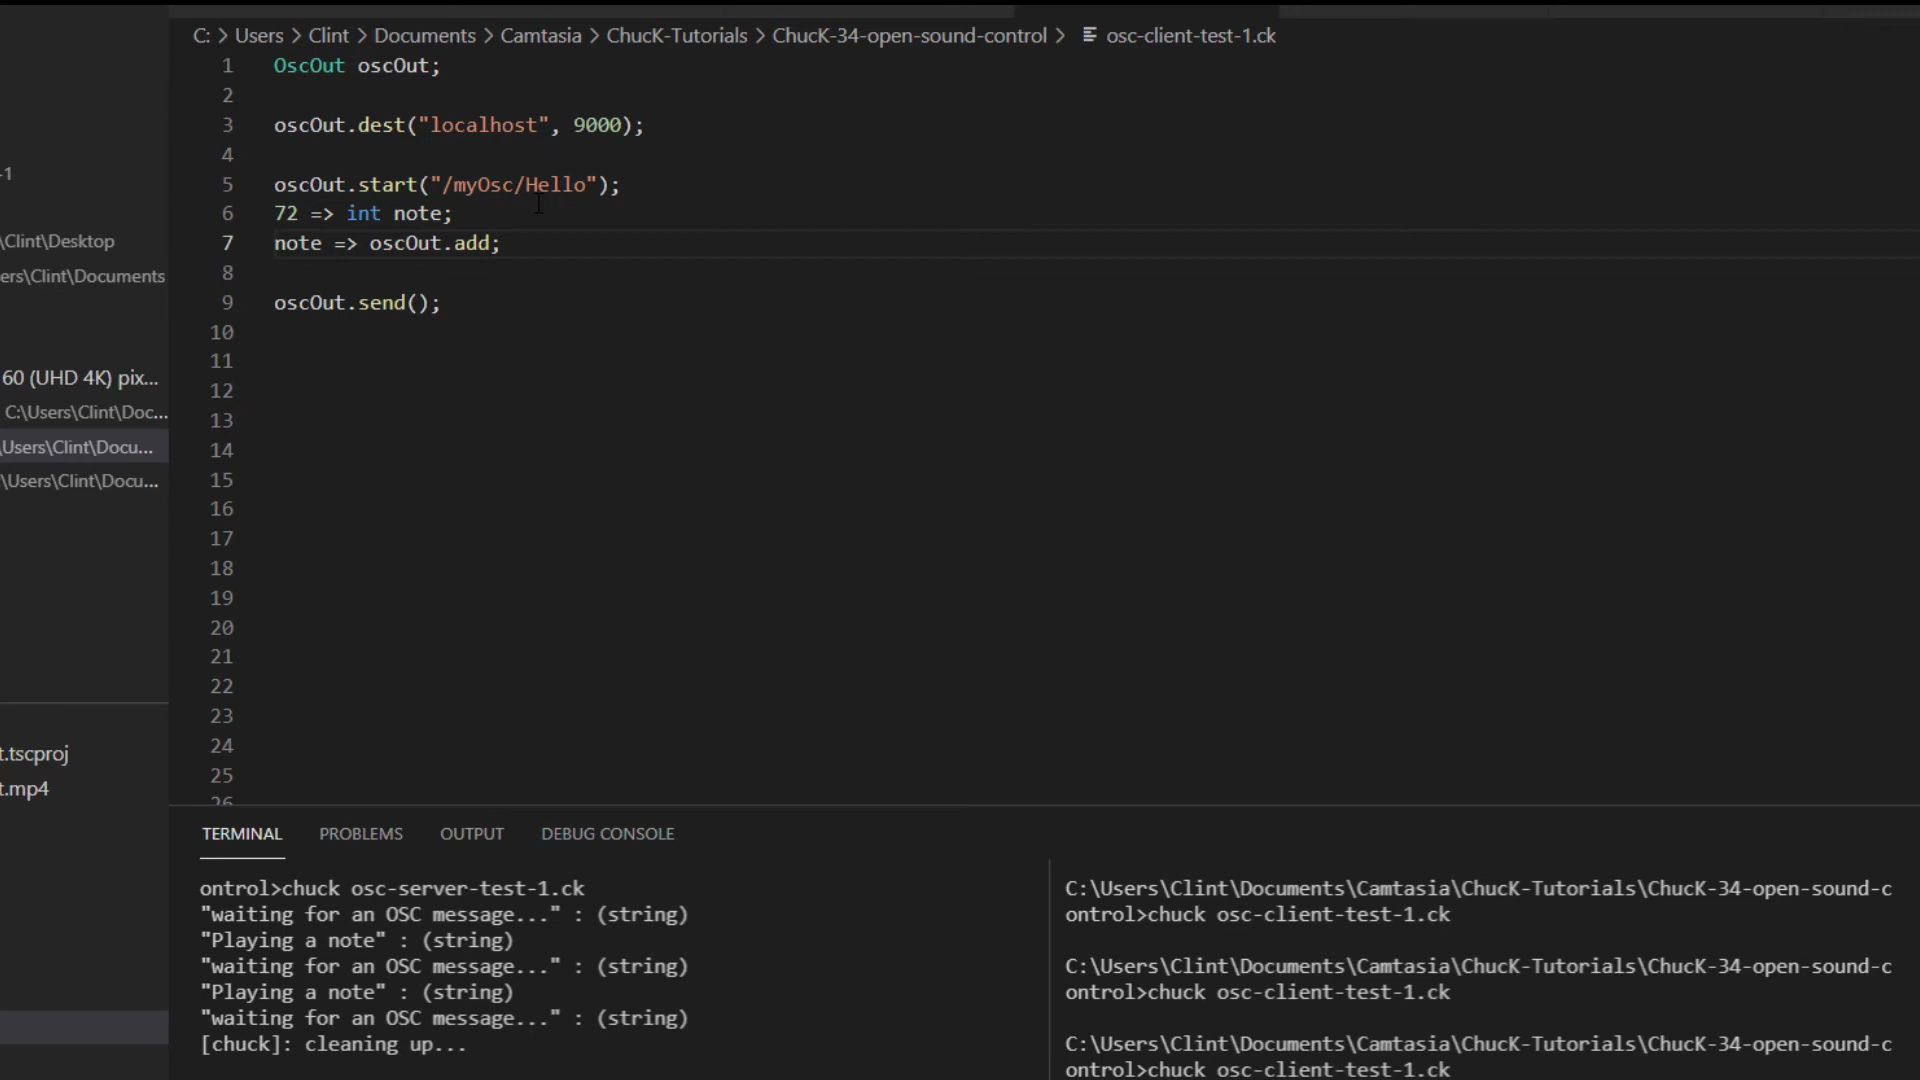 C: > Users > Clint > Documents > Camtasia > ChucK-Tutorials > ChucK-34-open-sound-control > osc-client-test-1.ck
-1
\Clint\Desktop
ers\Clint\Documents
60 (UHD 4K) pix...
C:\Users\Clint\Doc...
\Users\Clint\Docu...
\Users\Clint\Docu...
t.tscproj
t.mp4
1 OscOut oscOut;
2
3 oscOut.dest("localhost", 9000);
4
5 oscOut.start("/myOsc/Hello");
6 72 => int note;
7 note => oscOut.add;
8
9 oscOut.send();
10
11
12
13
14
15
16
17
18
19
20
21
22
23
24
25
26
TERMINAL PROBLEMS OUTPUT DEBUG CONSOLE
ontrol>chuck osc-server-test-1.ck
"waiting for an OSC message..." : (string)
"Playing a note" : (string)
"waiting for an OSC message..." : (string)
"Playing a note" : (string)
"waiting for an OSC message..." : (string)
[chuck]: cleaning up...
C:\Users\Clint\Documents\Camtasia\ChucK-Tutorials\ChucK-34-open-sound-c
ontrol>chuck osc-client-test-1.ck
C:\Users\Clint\Documents\Camtasia\ChucK-Tutorials\ChucK-34-open-sound-c
ontrol>chuck osc-client-test-1.ck
C:\Users\Clint\Documents\Camtasia\ChucK-Tutorials\ChucK-34-open-sound-c
ontrol>chuck osc-client-test-1.ck